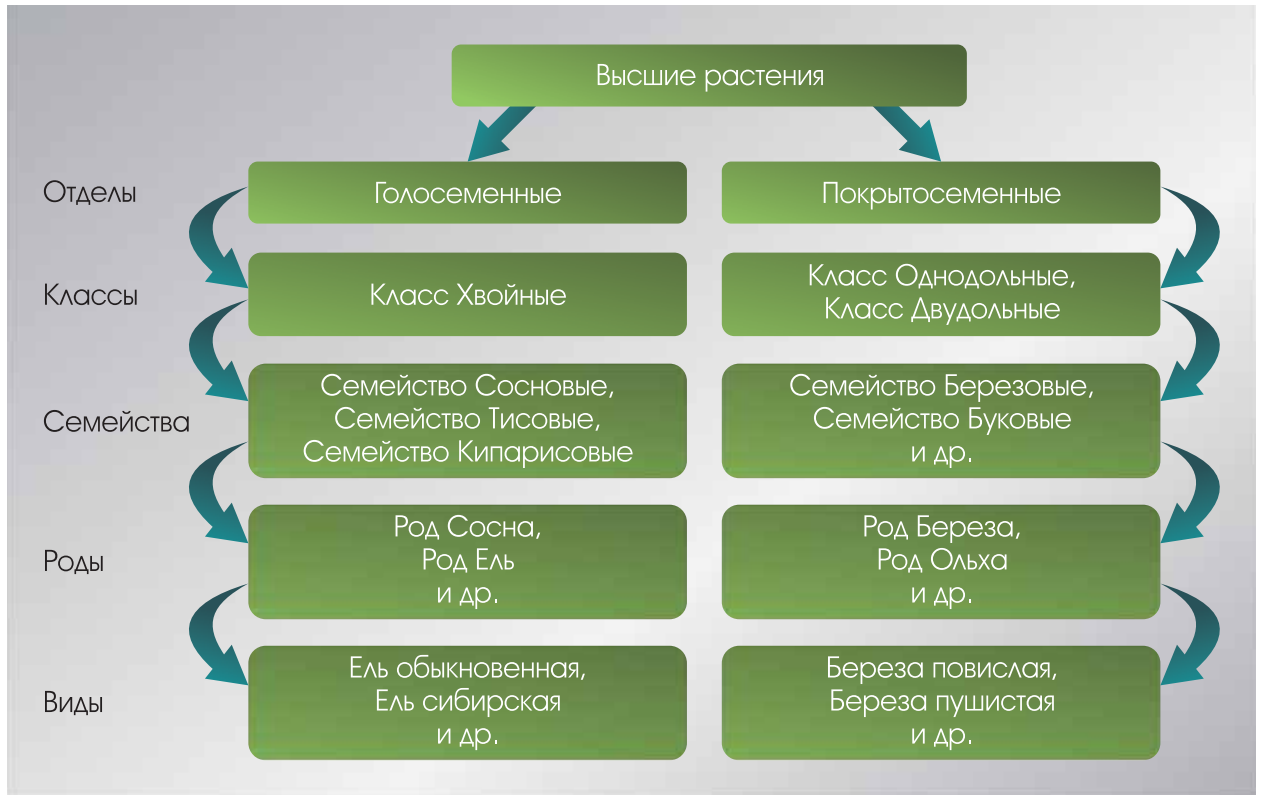 Высшие растения
Отделы
Голосеменные
Покрытосеменные
Классы
Класс Хвойные
Класс Однодольные,
Класс Двудольные
Семейства
Семейство Сосновые,
Семейство Тисовые,
Семейство Кипарисовые
Семейство Березовые,
Семейство Буковые
и др.
Роды
Род Сосна,
Род Ель
и др.
Род Береза,
Род Ольха
и др.
Виды
Ель обыкновенная,
Ель сибирская
и др.
Береза повислая,
Береза пушистая
и др.